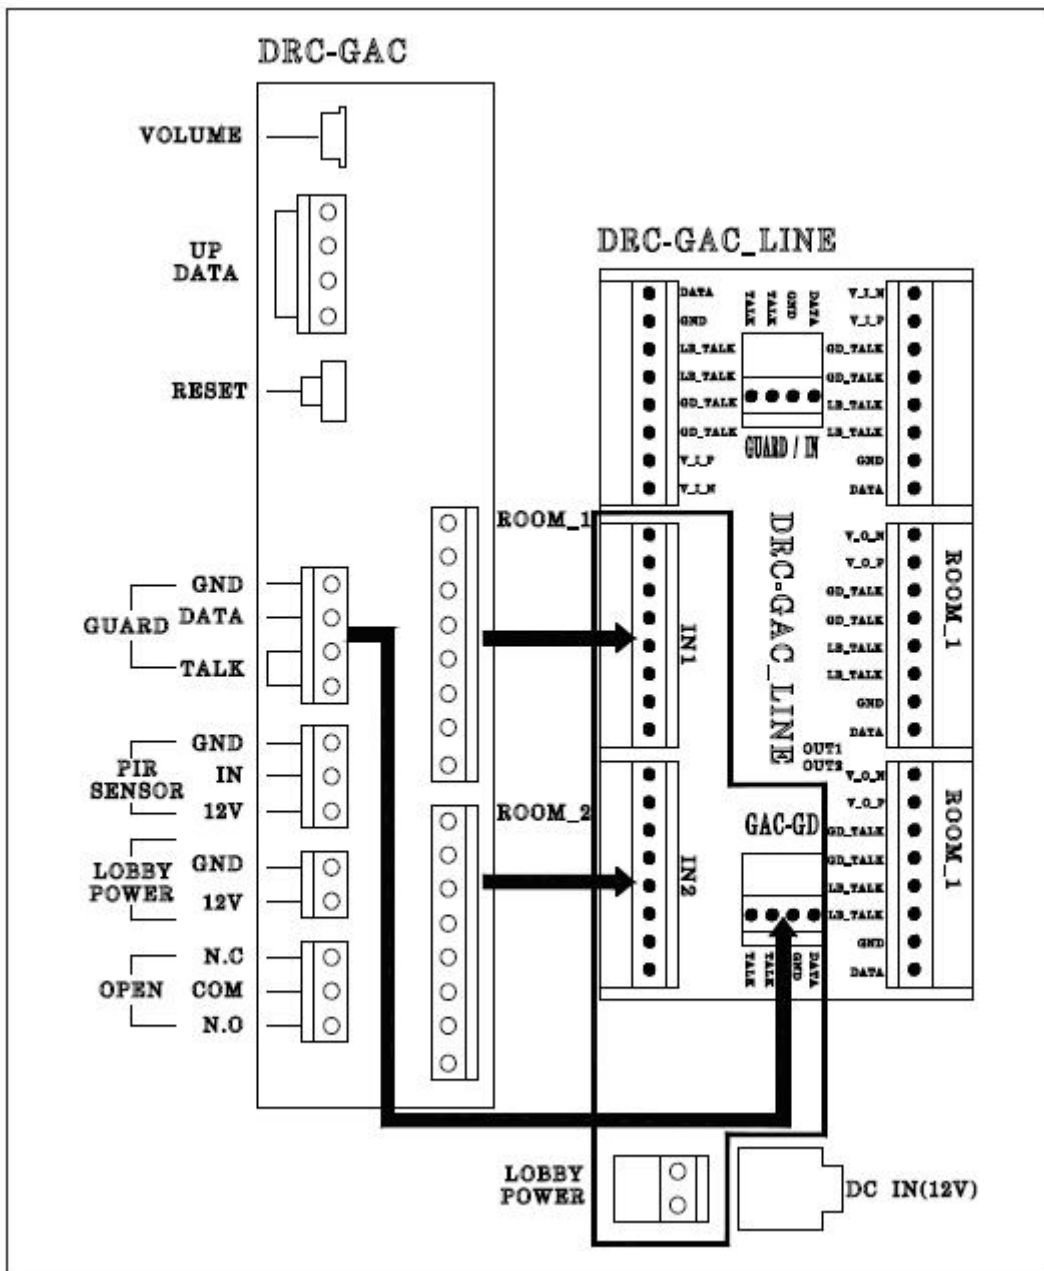 DRC-GAC
VOLUME
UP
DATA
RESET
GUARD
GND
DATA
TALK
PIR
SENSOR
GND
IN
12V
LOBBY
POWER
GND
12V
OPEN
N.C
COM
N.O
ROOM_1
ROOM_2
DRC-GAC_LINE
DATA
GND
LB_TALK
LB_TALK
GD_TALK
GD_TALK
V_I_P
V_I_N
TALK
TALK
GND
DATA
GUARD / IN
V_I_N
V_I_P
GD_TALK
GD_TALK
LB_TALK
LB_TALK
GND
DATA
IN1
DRC-GAC_LINE
V_O_N
V_O_P
GD_TALK
GD_TALK
LB_TALK
LB_TALK
GND
DATA
ROOM_1
OUT1
OUT2
IN2
GAC-GD
TALK
TALK
GND
DATA
V_O_N
V_O_P
GD_TALK
GD_TALK
LB_TALK
LB_TALK
GND
DATA
ROOM_1
LOBBY
POWER
DC IN(12V)